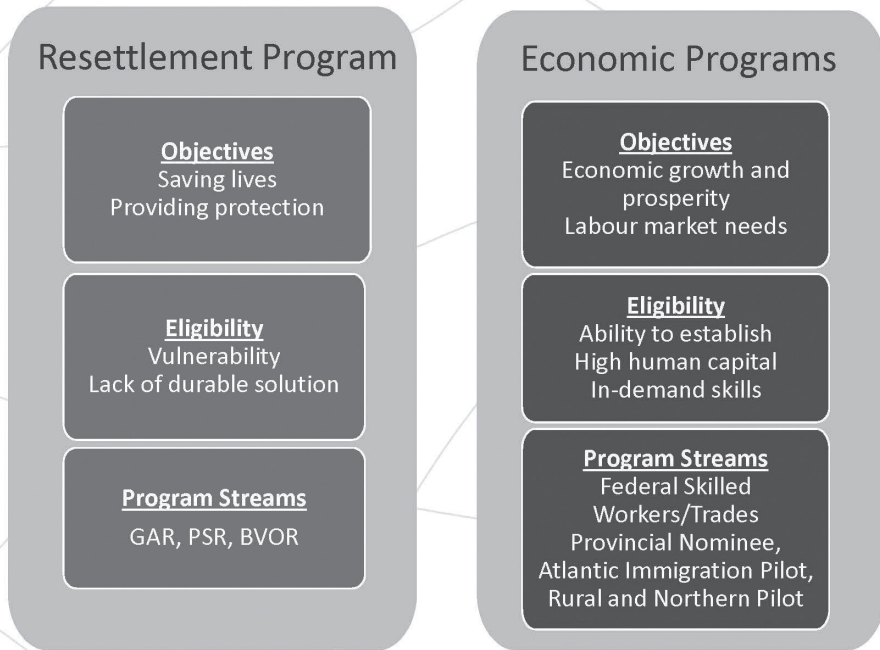 Resettlement Program
Objectives
Saving lives
Providing protection
Eligibility
Vulnerability
Lack of durable solution
Program Streams
GAR, PSR, BVOR
Economic Programs
Objectives
Economic growth and
prosperity
Labour market needs
Eligibility
Ability to establish
High human capital
In-demand skills
Program Streams
Federal Skilled
Workers/Trades
Provincial Nominee,
Atlantic Immigration Pilot,
Rural and Northern Pilot